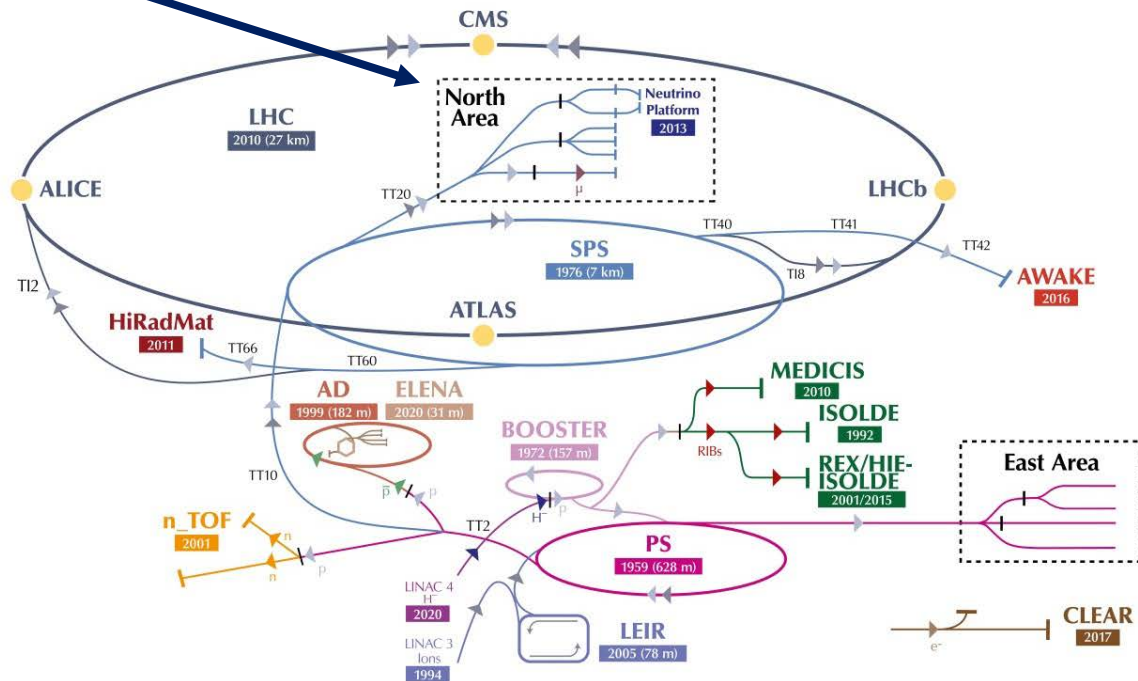 CMS
North
Area
Neutrino
Platform
2013
LHC
2010 (27 km)
μ
ALICE
LHCb
TT20
TT40
TT41
TT42
SPS
1976 (7 km)
TI8
TI2
AWAKE
2016
ATLAS
HiRadMat
2011
TT66
TT60
AD
1999 (182 m)
ELENA
2020 (31 m)
MEDICIS
2010
BOOSTER
1972 (157 m)
ISOLDE
1992
RIBs
REX/HIE-
ISOLDE
2001/2015
East Area
TT10
p̄
p
H⁻
p
TT2
n_TOF
2001
n
n
p
PS
1959 (628 m)
LINAC 4
H⁻
2020
LINAC 3
Ions
1994
LEIR
2005 (78 m)
CLEAR
2017
e⁻